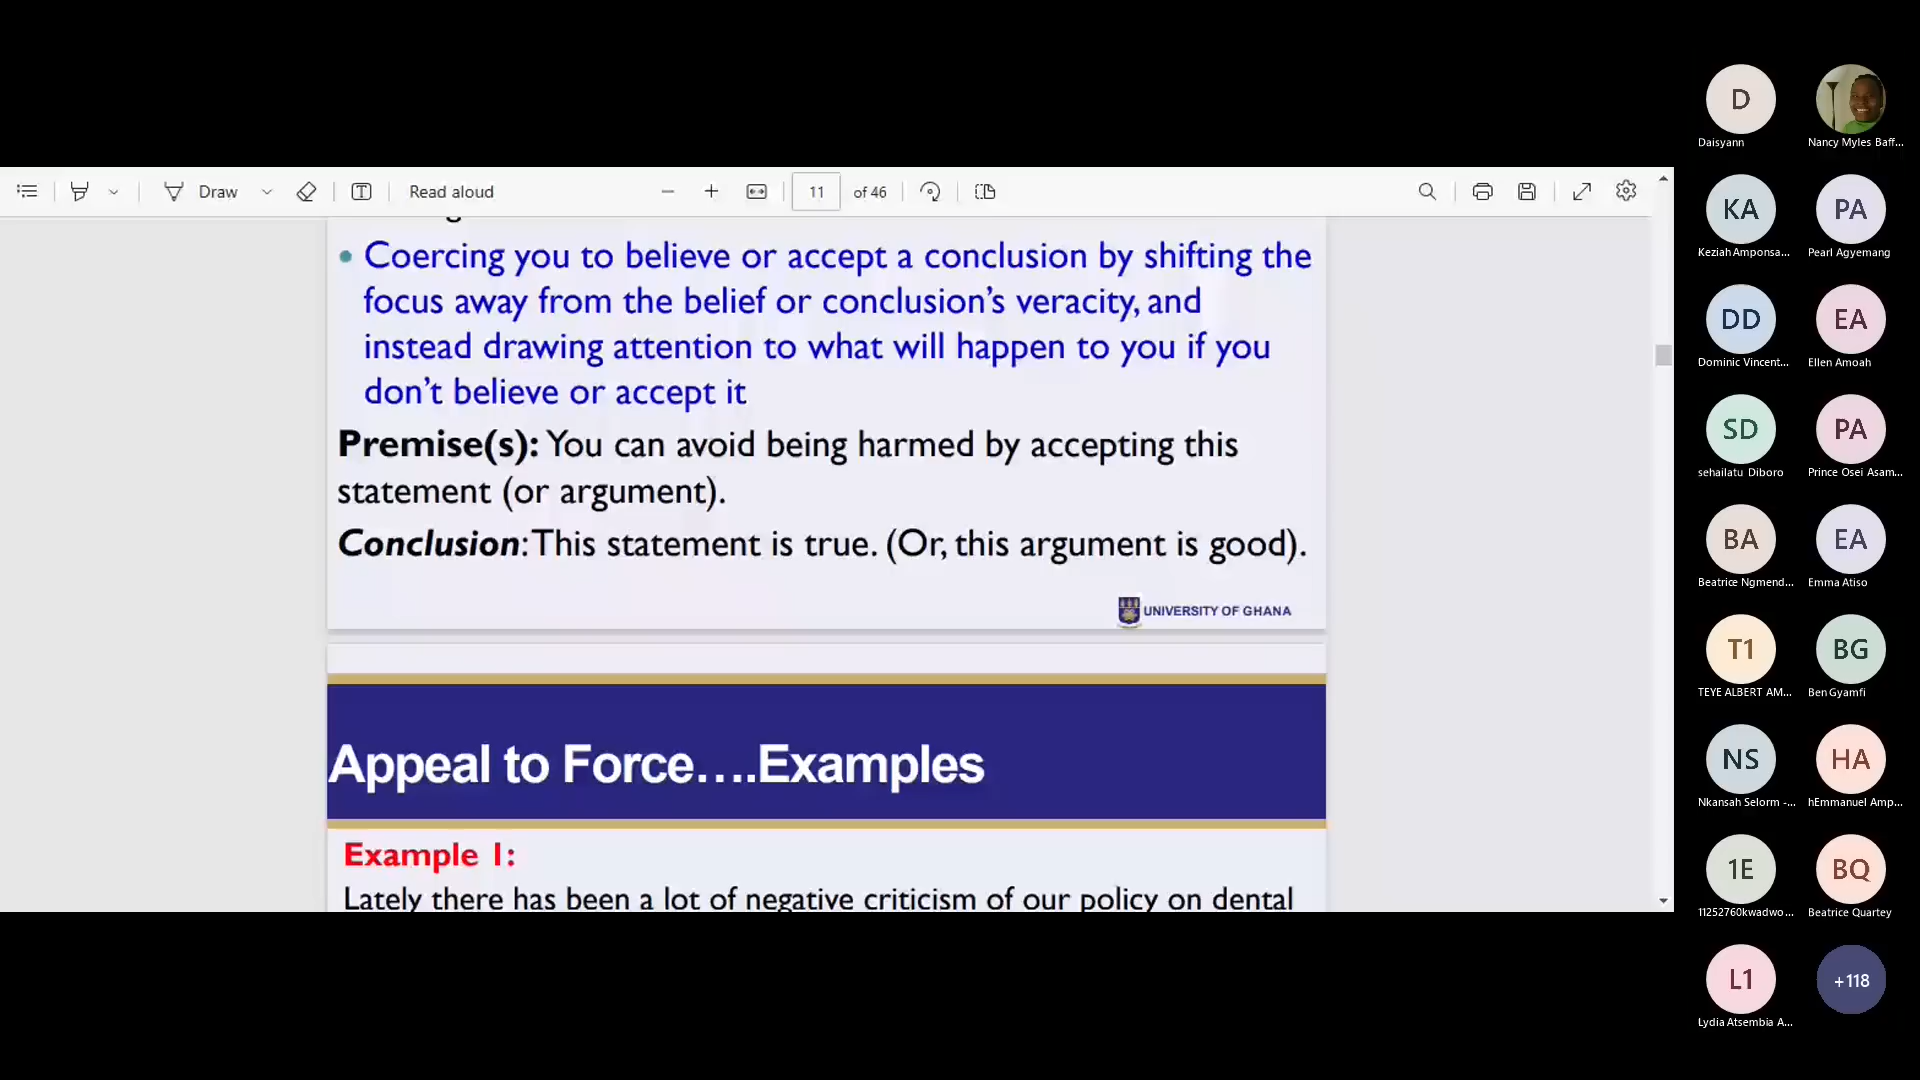 D
Daisyann
Nancy Myles Baff...
Draw
Read aloud
11
of 46
KA
PA
Keziah Amponsa...
Pearl Agyemang
• Coercing you to believe or accept a conclusion by shifting the
focus away from the belief or conclusion's veracity, and
instead drawing attention to what will happen to you if you
don't believe or accept it
Premise(s): You can avoid being harmed by accepting this
statement (or argument).
Conclusion: This statement is true. (Or, this argument is good).
UNIVERSITY OF GHANA
Appeal to Force....Examples
Example 1:
Lately there has been a lot of negative criticism of our policy on dental
DD
EA
Dominic Vincent...
Ellen Amoah
SD
PA
sehailatu Diboro
Prince Osei Asam...
BA
EA
Beatrice Ngmend...
Emma Atiso
T1
BG
TEYE ALBERT AM...
Ben Gyamfi
NS
HA
Nkansah Selorm -...
hEmmanuel Amp...
1E
BQ
11252760kwadwo...
Beatrice Quartey
L1
+118
Lydia Atsembia A...